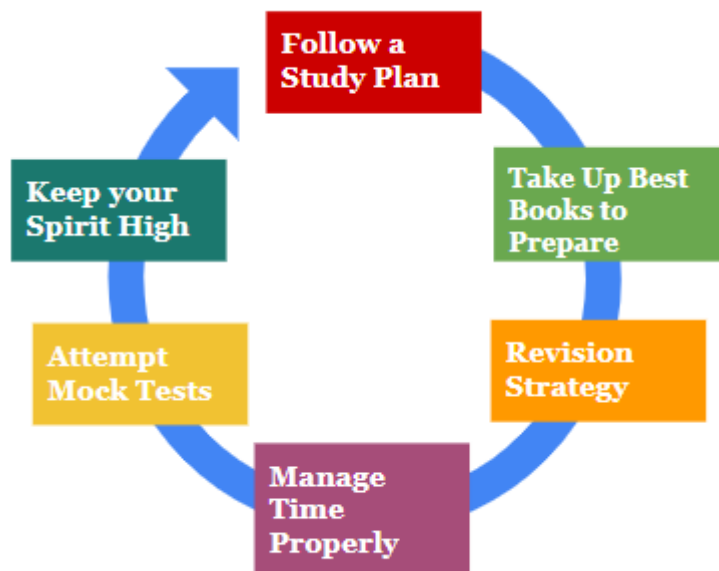 Follow a
Study Plan
Take Up Best
Books to
Prepare
Revision
Strategy
Manage
Time
Properly
Attempt
Mock Tests
Keep your
Spirit High